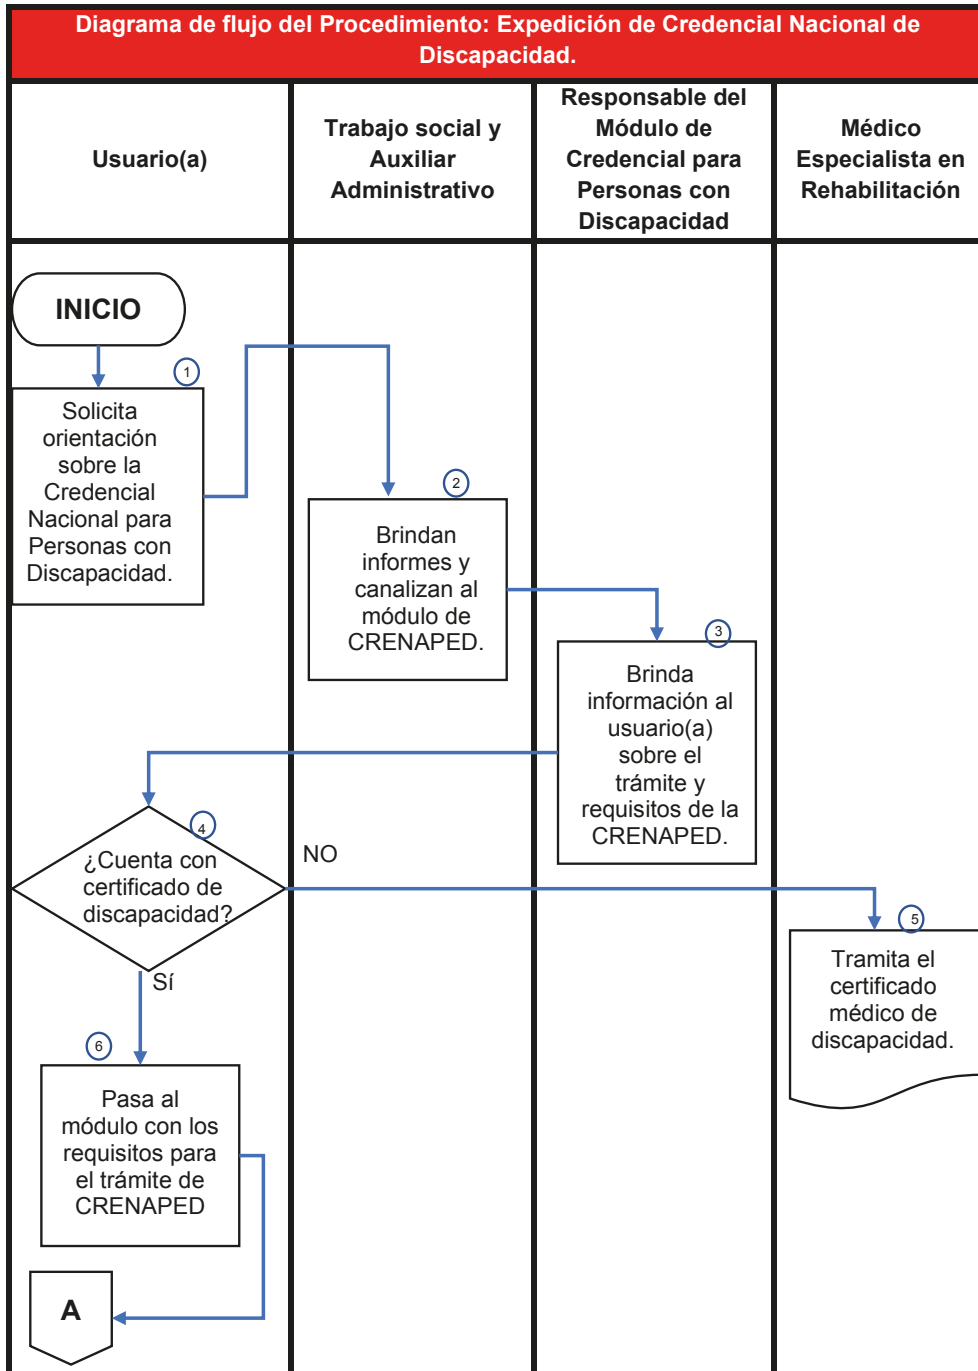 Diagrama de flujo del Procedimiento: Expedición de Credencial Nacional de
Discapacidad.
Usuario(a)
Trabajo social y
Auxiliar
Administrativo
Responsable del
Módulo de
Credencial para
Personas con
Discapacidad
Médico
Especialista en
Rehabilitación
INICIO
1
Solicita
orientación
sobre la
Credencial
Nacional para
Personas con
Discapacidad.
2
Brindan
informes y
canalizan al
módulo de
CRENAPED.
3
Brinda
información al
usuario(a)
sobre el
trámite y
requisitos de la
CRENAPED.
4
¿Cuenta con
certificado de
discapacidad?
NO
5
Tramita el
certificado
médico de
discapacidad.
Sí
6
Pasa al
módulo con los
requisitos para
el trámite de
CRENAPED
A